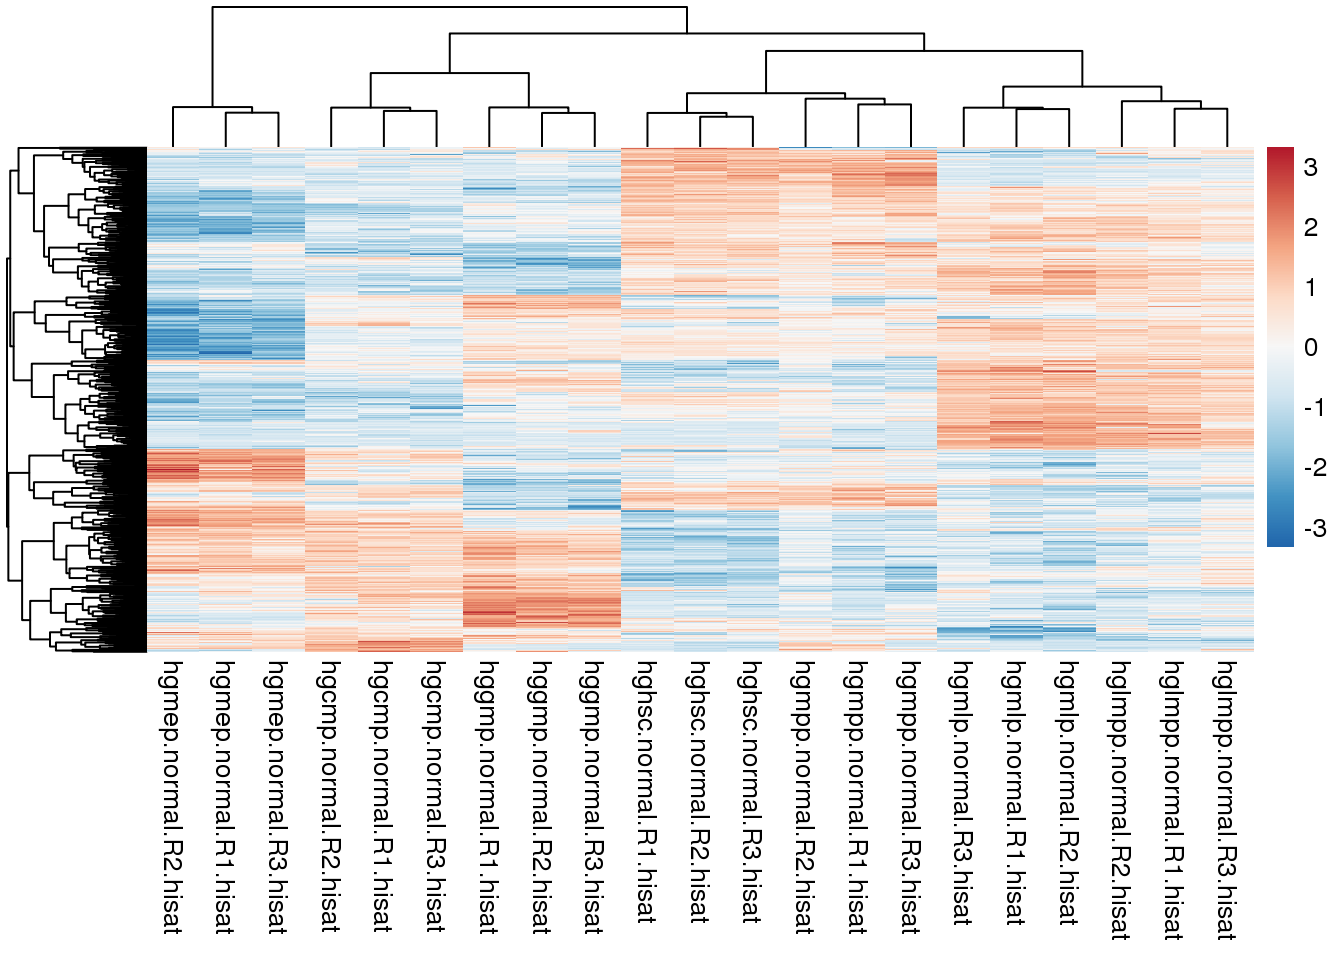 3
2
1
0
-1
-2
-3
hgmep.normal.R2.hisat
hgmep.normal.R1.hisat
hgmep.normal.R3.hisat
hgcmp.normal.R2.hisat
hgcmp.normal.R1.hisat
hgcmp.normal.R3.hisat
hggmp.normal.R1.hisat
hggmp.normal.R2.hisat
hggmp.normal.R3.hisat
hghsc.normal.R1.hisat
hghsc.normal.R2.hisat
hghsc.normal.R3.hisat
hgmpp.normal.R2.hisat
hgmpp.normal.R1.hisat
hgmpp.normal.R3.hisat
hgmlp.normal.R3.hisat
hgmlp.normal.R1.hisat
hgmlp.normal.R2.hisat
hglmpp.normal.R2.hisat
hglmpp.normal.R1.hisat
hglmpp.normal.R3.hisat